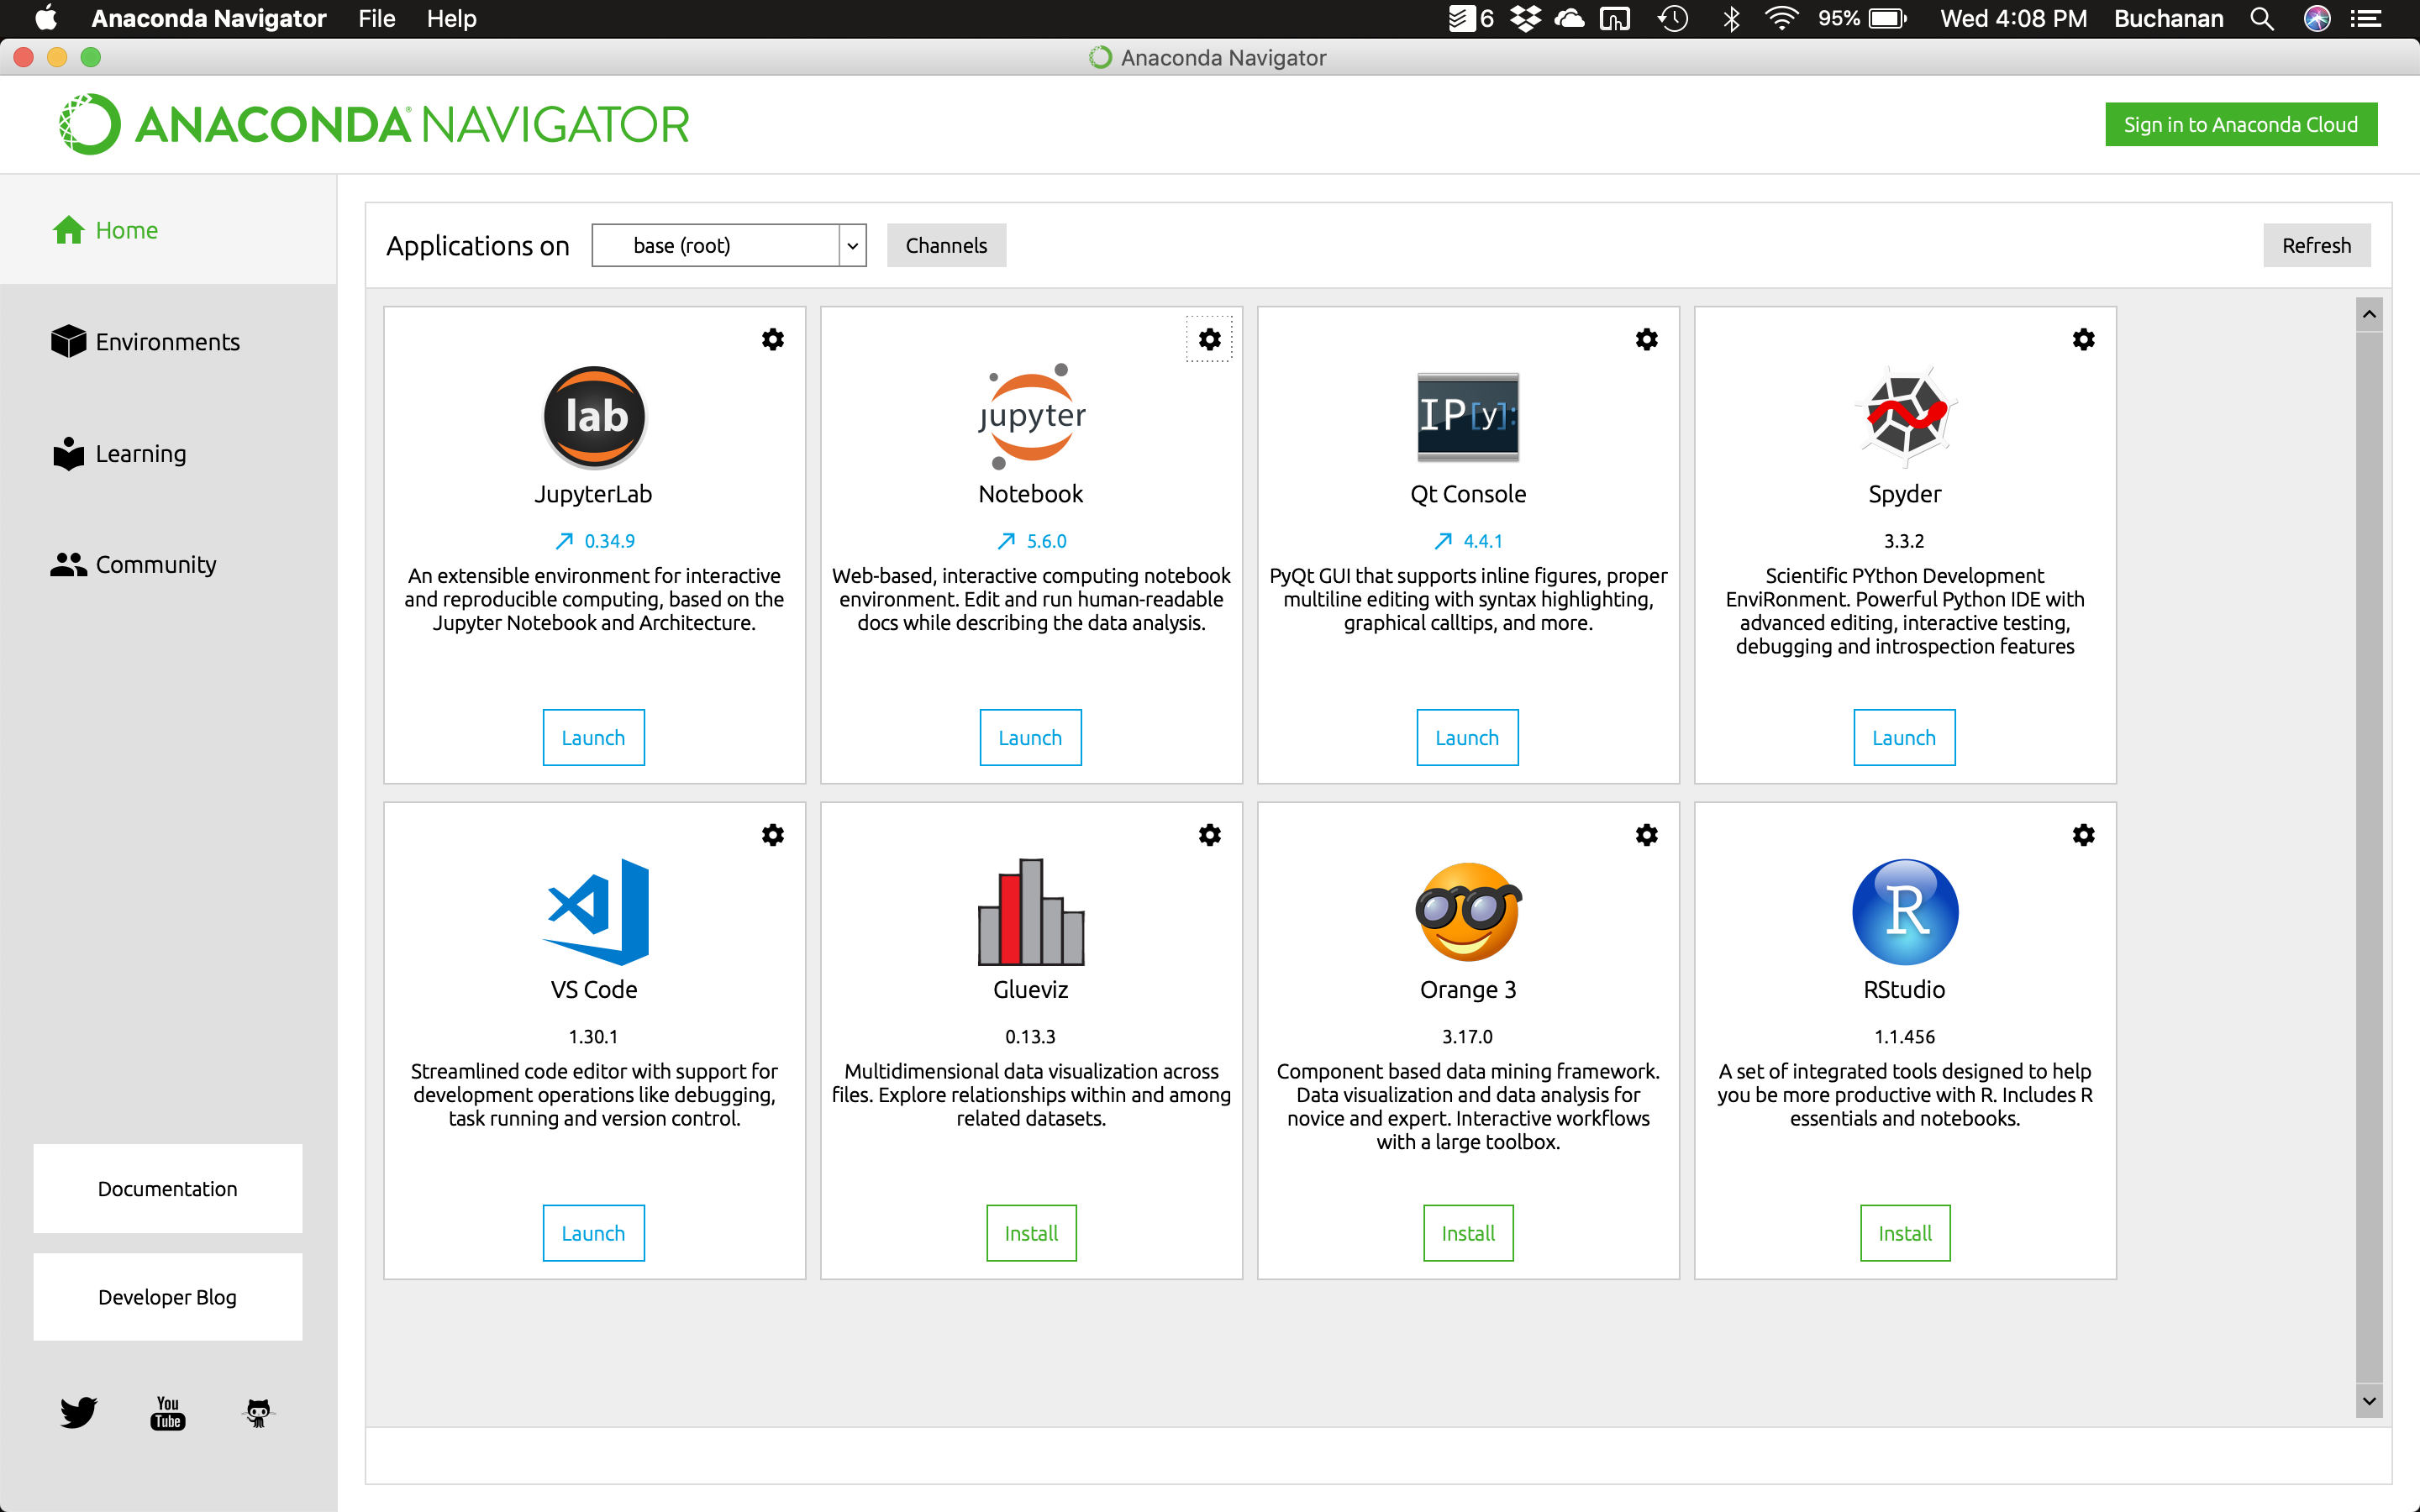 Anaconda Navigator File Help 6 95% Wed 4:08 PM Buchanan
Anaconda Navigator
ANACONDA NAVIGATOR
Sign in to Anaconda Cloud
Home
Environments
Learning
Community
Documentation
Developer Blog
You
Tube
Applications on base (root) Channels Refresh
lab
JupyterLab
0.34.9
An extensible environment for interactive
and reproducible computing, based on the
Jupyter Notebook and Architecture.
Launch
jupyter
Notebook
5.6.0
Web-based, interactive computing notebook
environment. Edit and run human-readable
docs while describing the data analysis.
Launch
IP[y]:
Qt Console
4.4.1
PyQt GUI that supports inline figures, proper
multiline editing with syntax highlighting,
graphical calltips, and more.
Launch
Spyder
3.3.2
Scientific PYthon Development
EnviRonment. Powerful Python IDE with
advanced editing, interactive testing,
debugging and introspection features
Launch
VS Code
1.30.1
Streamlined code editor with support for
development operations like debugging,
task running and version control.
Launch
Glueviz
0.13.3
Multidimensional data visualization across
files. Explore relationships within and among
related datasets.
Install
Orange 3
3.17.0
Component based data mining framework.
Data visualization and data analysis for
novice and expert. Interactive workflows
with a large toolbox.
Install
R
RStudio
1.1.456
A set of integrated tools designed to help
you be more productive with R. Includes R
essentials and notebooks.
Install